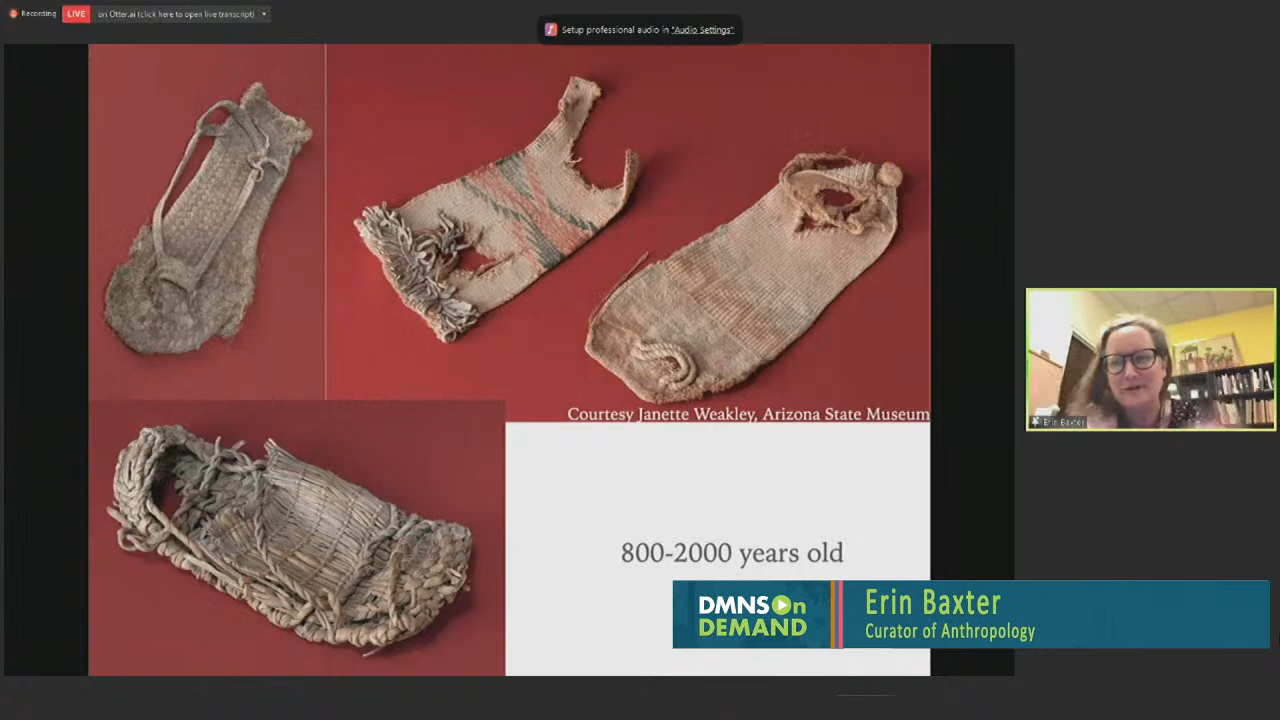 Recording
LIVE
on Otter.ai (click here to open live transcript)
Setup professional audio in "Audio Settings"
Courtesy Janette Weakley, Arizona State Museum
800-2000 years old
Erin Baxter
DMNS On
DEMAND
Erin Baxter
Curator of Anthropology